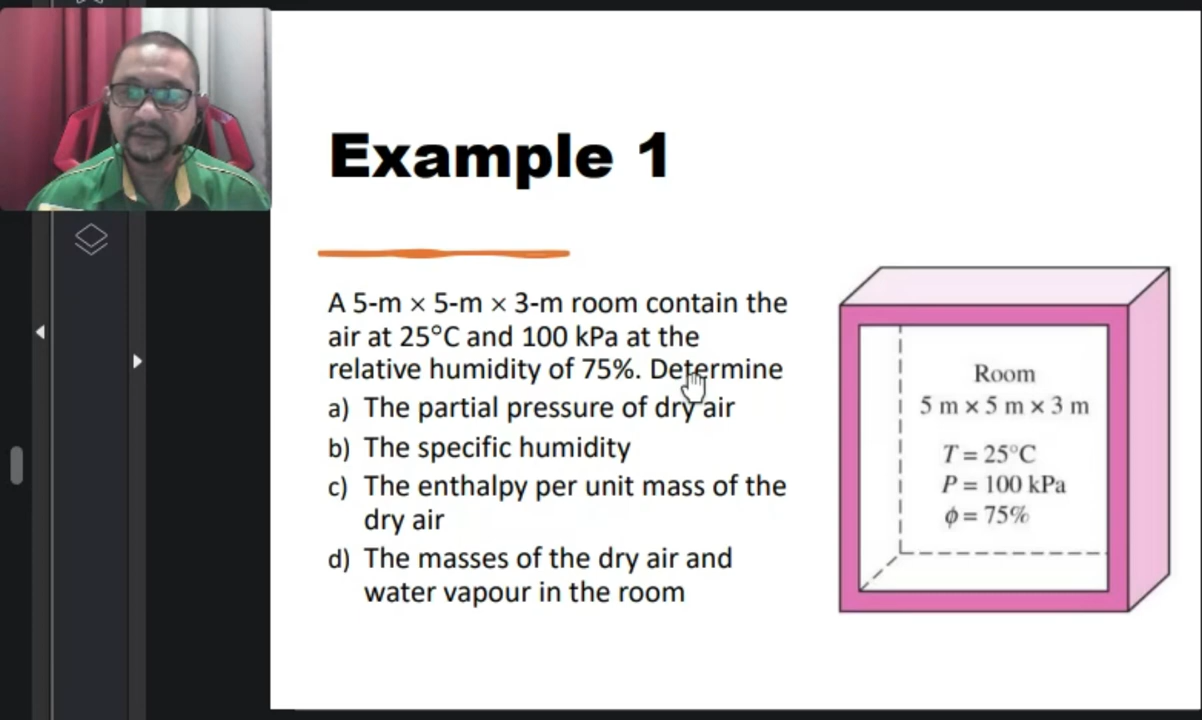 Example 1
A 5-m × 5-m × 3-m room contain the
air at 25°C and 100 kPa at the
relative humidity of 75%. Determine
a) The partial pressure of dry air
b) The specific humidity
c) The enthalpy per unit mass of the
dry air
d) The masses of the dry air and
water vapour in the room
Room
5 m × 5 m × 3 m
T = 25°C
P = 100 kPa
ϕ = 75%